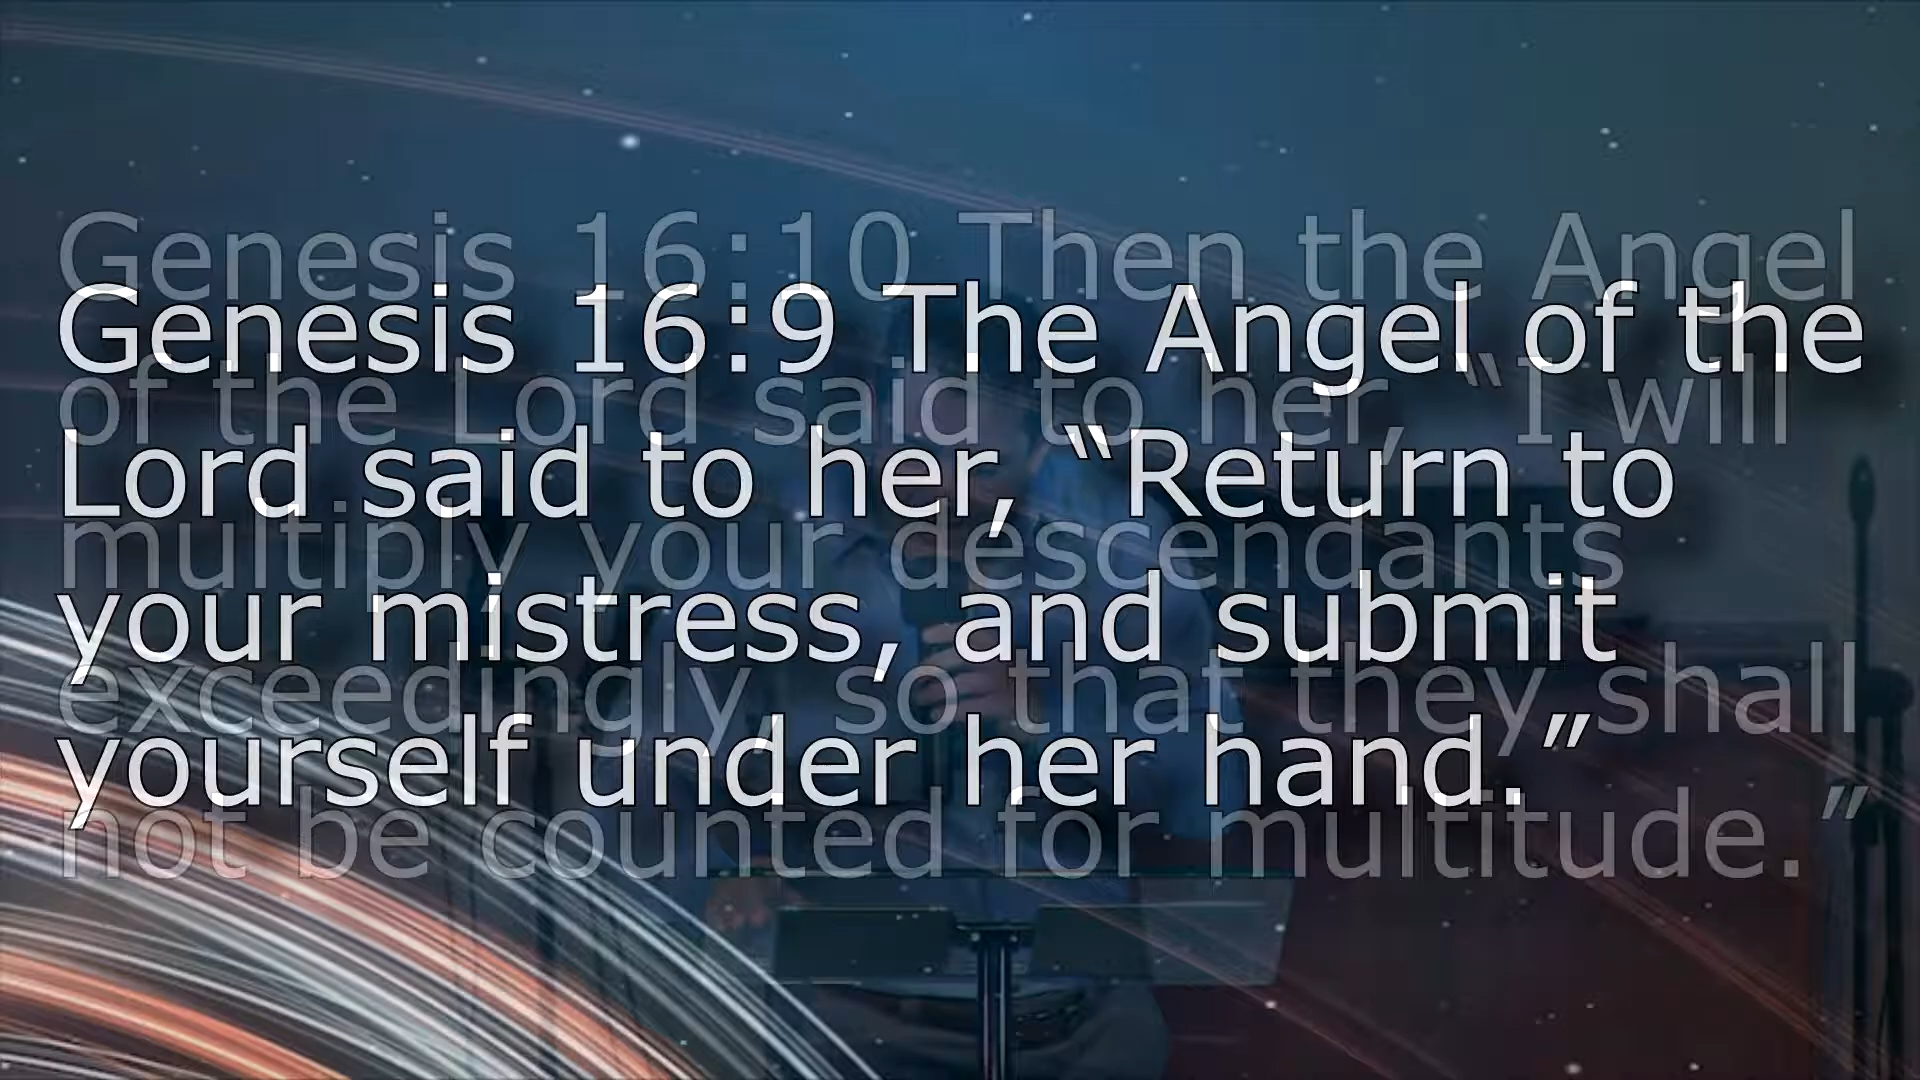 Genesis 16:10 Then the Angel
of the Lord said to her, “I will
multiply your descendants
exceedingly, so that they shall
not be counted for multitude.”
Genesis 16:9 The Angel of the
Lord said to her, “Return to
your mistress, and submit
yourself under her hand.”